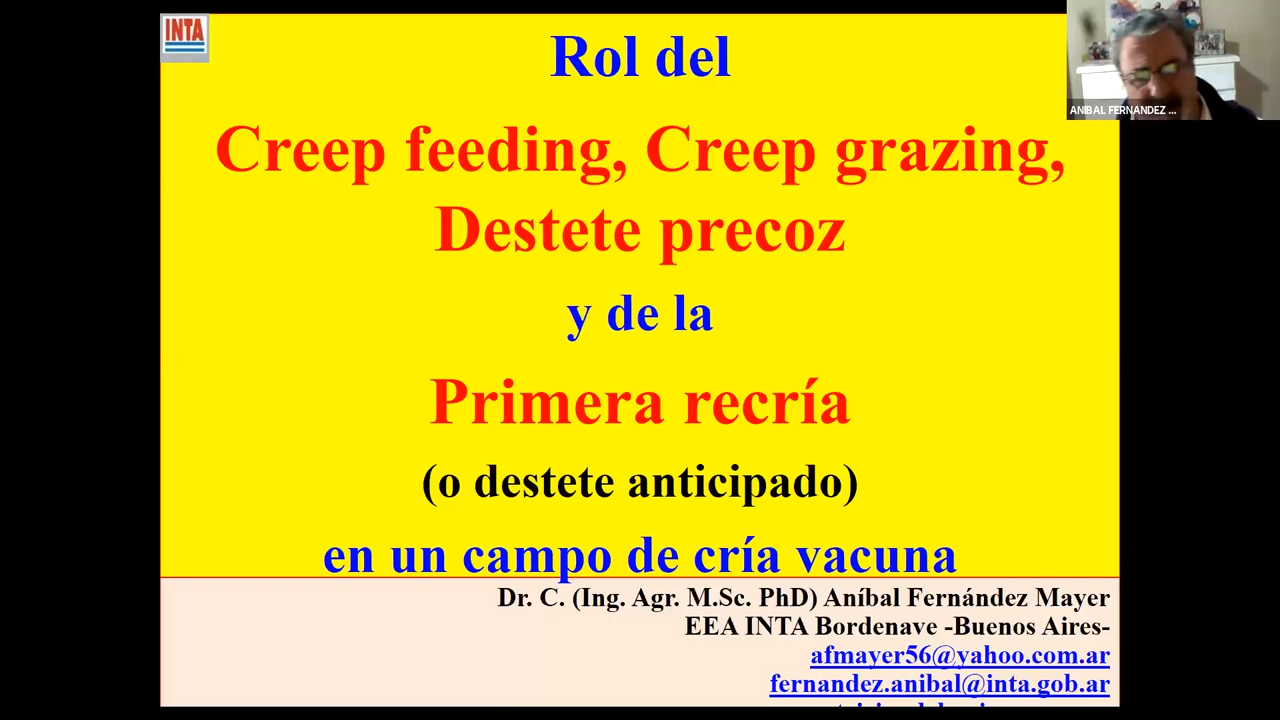 INTA
Rol del
Creep feeding, Creep grazing,
Destete precoz
y de la
Primera recría
(o destete anticipado)
en un campo de cría vacuna
Dr. C. (Ing. Agr. M.Sc. PhD) Aníbal Fernández Mayer
EEA INTA Bordenave -Buenos Aires-
afmayer56@yahoo.com.ar
fernandez.anibal@inta.gob.ar
ANIBAL FERNANDEZ ...